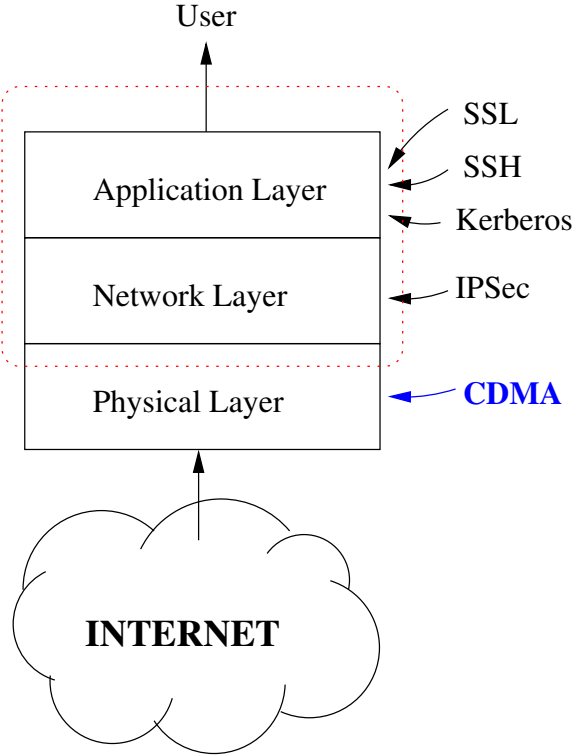 User
SSL
SSH
Application Layer
Kerberos
Network Layer
IPSec
Physical Layer
CDMA
INTERNET